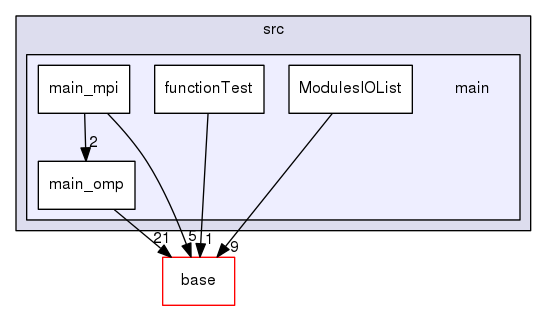 src
main_mpi
functionTest
ModulesIOList
main
2
main_omp
21
5
1
9
base